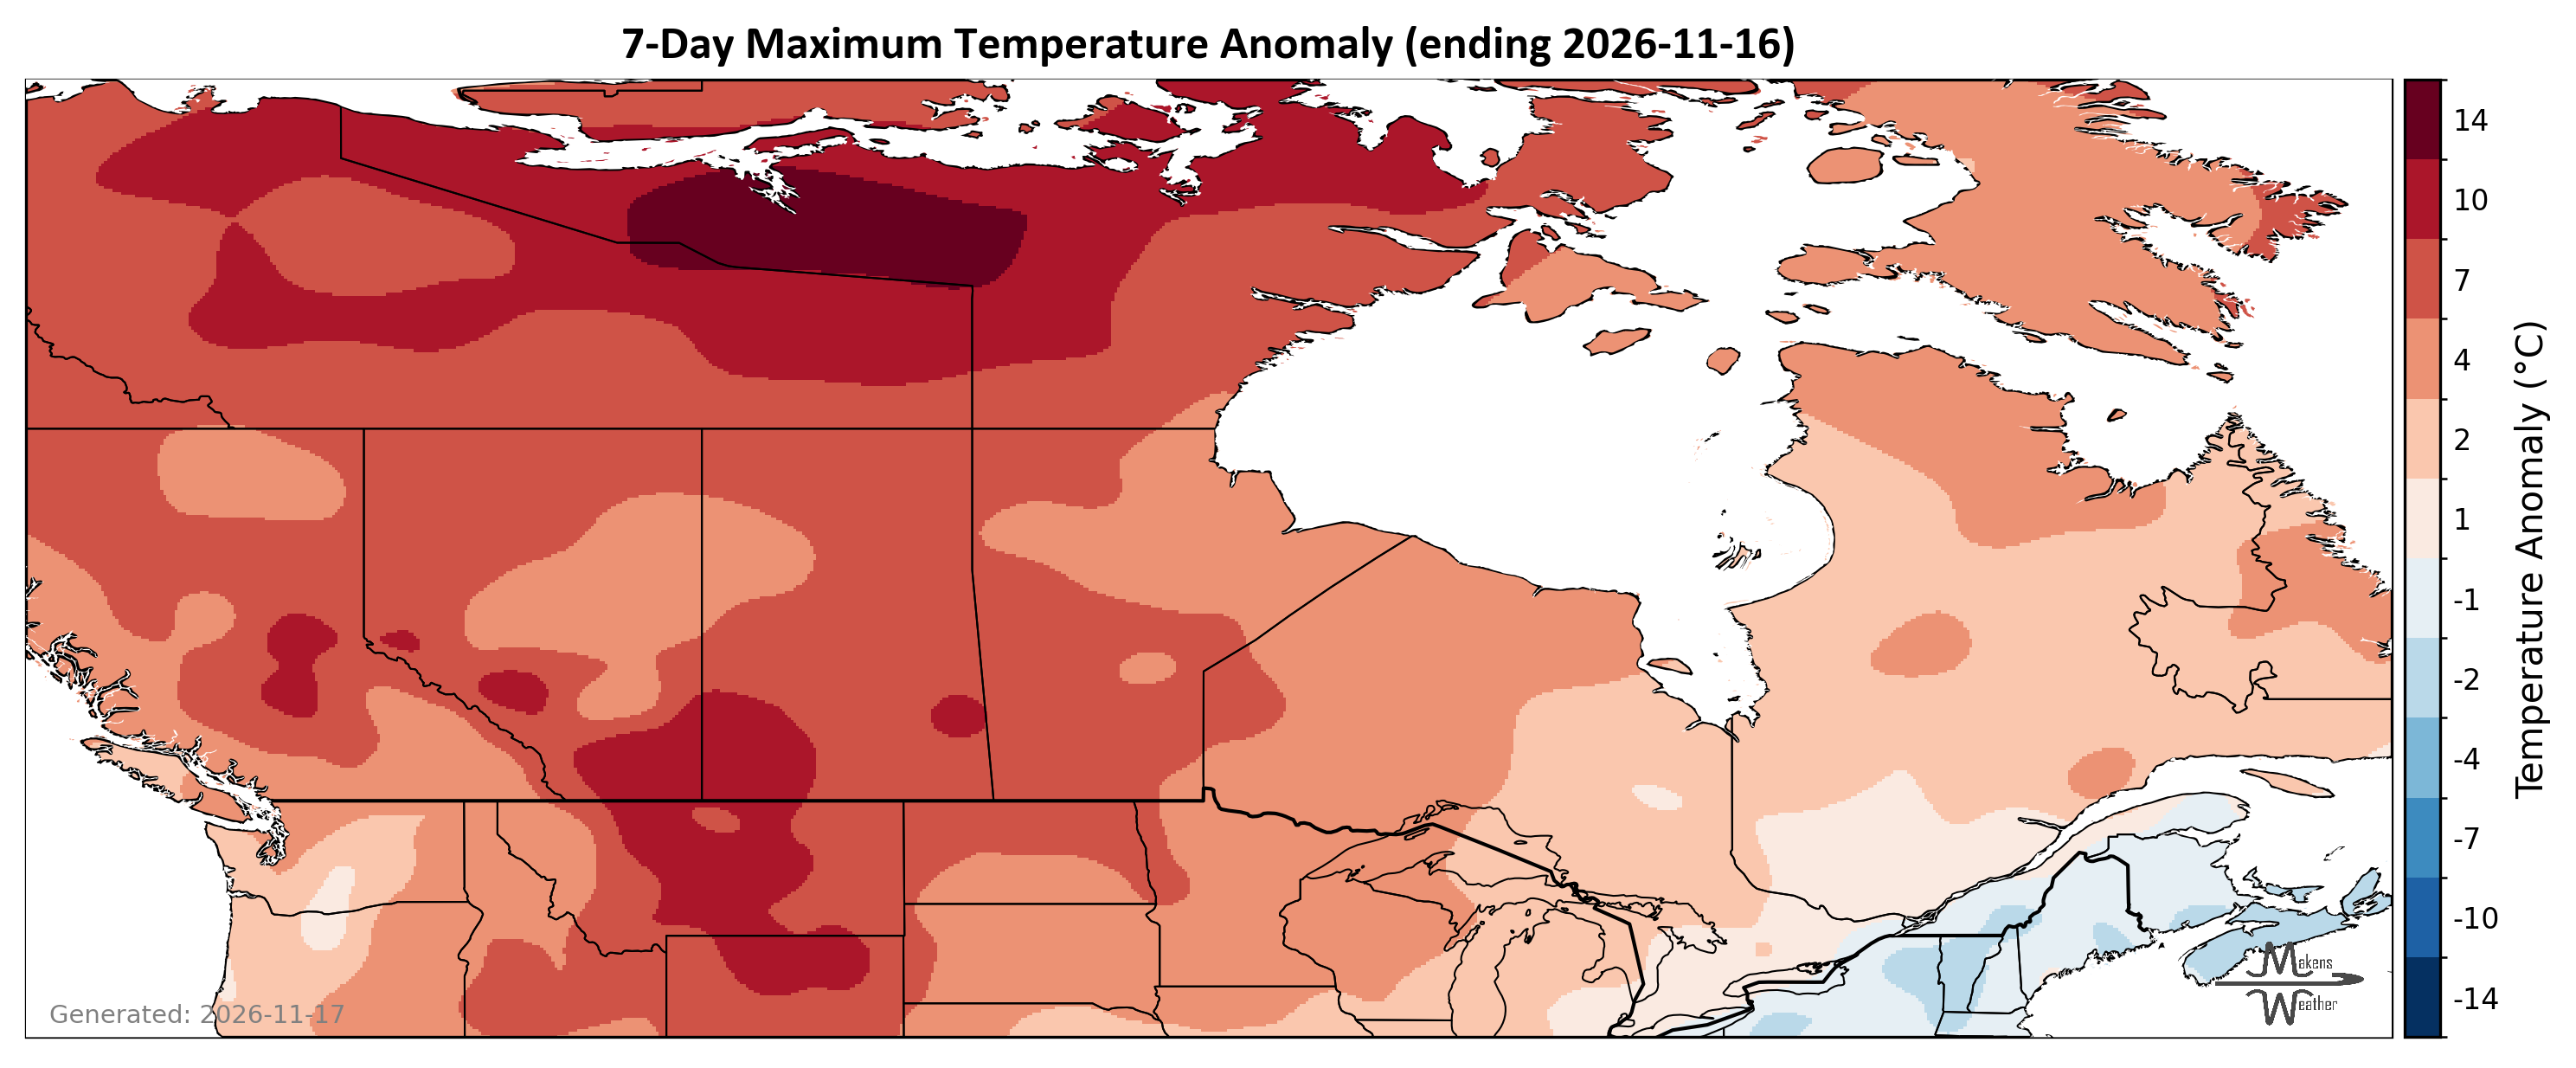 7-Day Maximum Temperature Anomaly (ending 2026-11-16)
14
10
7
4
2
1
-1
-2
-4
-7
-10
-14
Temperature Anomaly (°C)
Generated: 2026-11-17
Makens
Weather